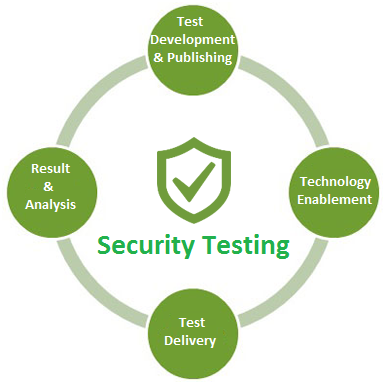 Test
Development
& Publishing
Result
&
Analysis
Technology
Enablement
Security Testing
Test
Delivery